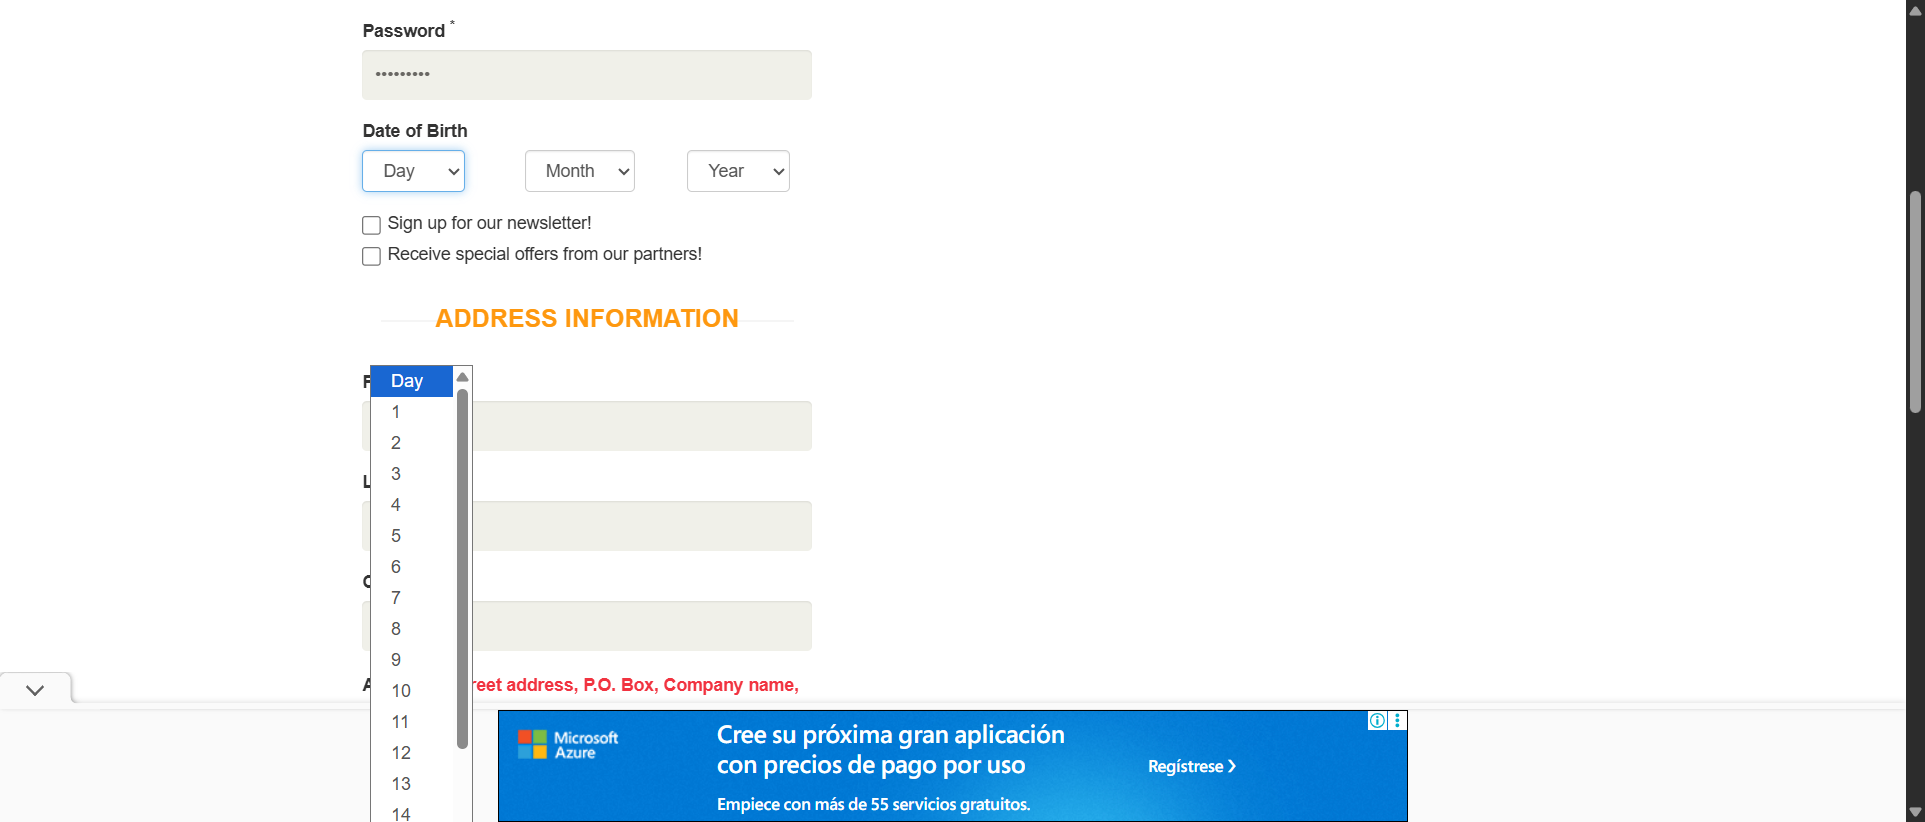 Password *
•••••••••
Date of Birth
Day
Month
Year
Sign up for our newsletter!
Receive special offers from our partners!
ADDRESS INFORMATION
Day
1
2
3
4
5
6
7
8
9
10
11
12
13
14
reet address, P.O. Box, Company name,
Microsoft
Azure
Cree su próxima gran aplicación
con precios de pago por uso
Empiece con más de 55 servicios gratuitos.
Regístrese